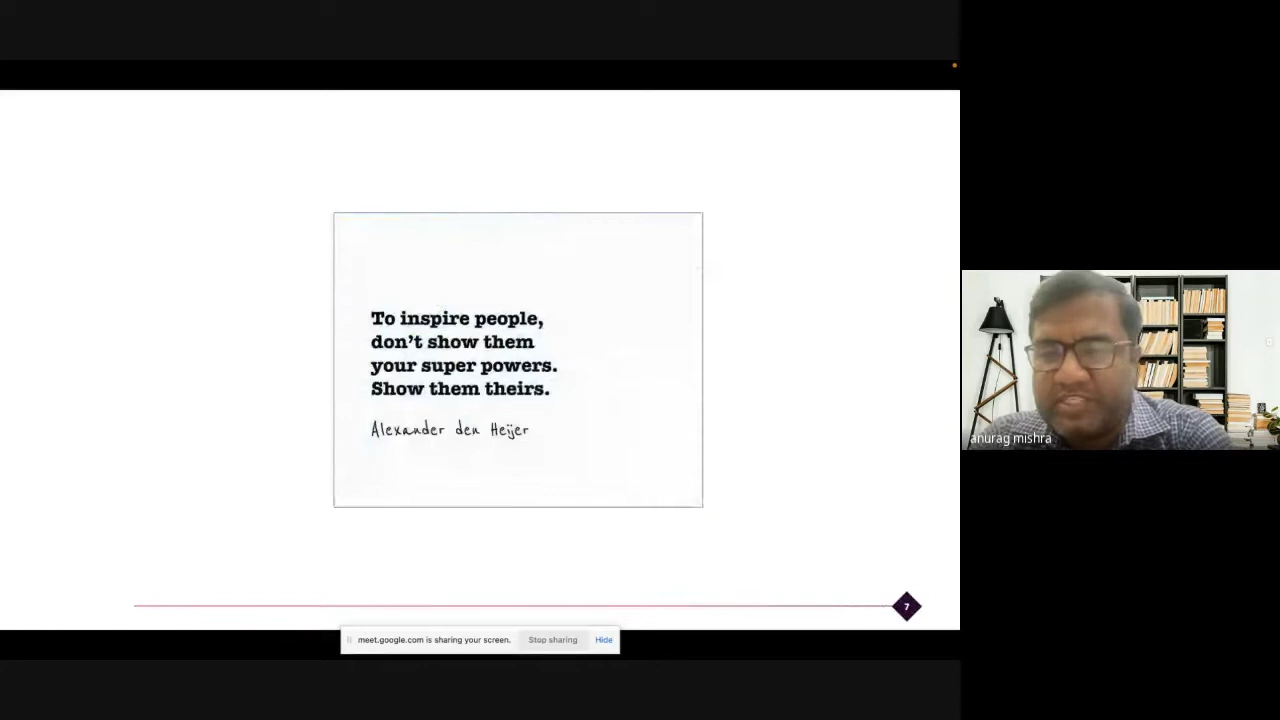 To inspire people,
don’t show them
your super powers.
Show them theirs.
Alexander den Heijer
anurag mishra
7
meet.google.com is sharing your screen. Stop sharing Hide